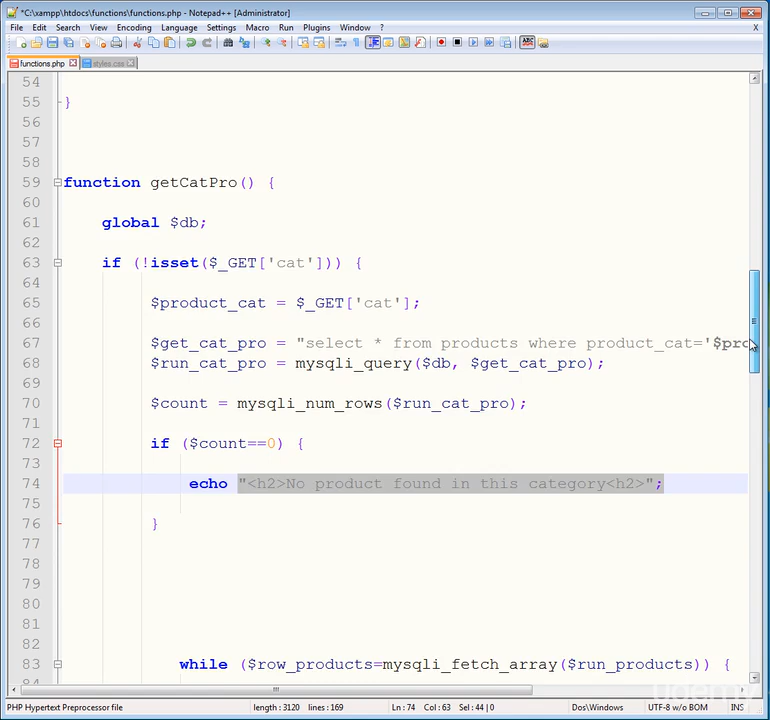 *C:\xampp\htdocs\functions\functions.php - Notepad++ [Administrator]
File Edit Search View Encoding Language Settings Macro Run Plugins Window ? X
functions.php styles.css
54
55 }
56
57
58
59 function getCatPro() {
60
61 global $db;
62
63 if (!isset($_GET['cat'])) {
64
65 $product_cat = $_GET['cat'];
66
67 $get_cat_pro = "select * from products where product_cat='$pro
68 $run_cat_pro = mysqli_query($db, $get_cat_pro);
69
70 $count = mysqli_num_rows($run_cat_pro);
71
72 if ($count==0) {
73
74 echo "<h2>No product found in this category<h2>";
75
76 }
77
78
79
80
81
82
83 while ($row_products=mysqli_fetch_array($run_products)) {
84
udemy
PHP Hypertext Preprocessor file length : 3120 lines : 169 Ln : 74 Col : 63 Sel : 44 | 0 Dos\Windows UTF-8 w/o BOM INS